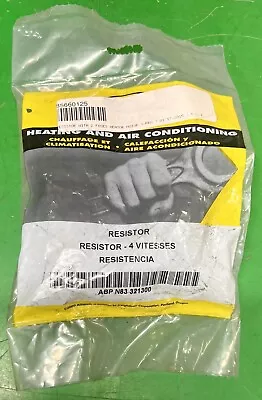 85660125
HEATING AND AIR CONDITIONING
CHAUFFAGE ET
CLIMATISATION
CALEFACCIÓN Y
AIRE ACONDICIONADO
RESISTOR
RESISTOR - 4 VITESSES
RESISTENCIA
ABP N83 321300